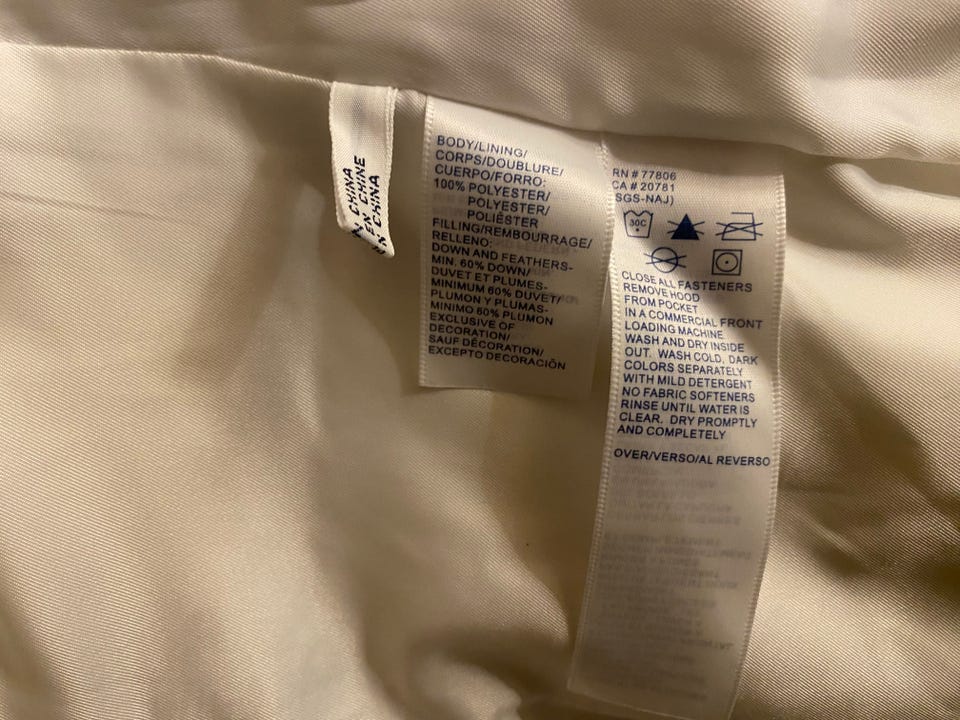 CHINA
EN CHINE
CHINA
BODY/LINING/
CORPS/DOUBLURE/
CUERPO/FORRO:
100% POLYESTER/
POLYESTER/
POLIÉSTER
FILLING/REMBOURRAGE/
RELLENO:
DOWN AND FEATHERS-
MIN. 60% DOWN/
DUVET ET PLUMES-
MINIMUM 60% DUVET/
PLUMON Y PLUMAS-
MINIMO 60% PLUMON
EXCLUSIVE OF
DECORATION/
SAUF DÉCORATION/
EXCEPTO DECORACIÓN
RN # 77806
CA # 20781
SGS-NAJ)
30C
CLOSE ALL FASTENERS
REMOVE HOOD
FROM POCKET
IN A COMMERCIAL FRONT
LOADING MACHINE
WASH AND DRY INSIDE
OUT. WASH COLD, DARK
COLORS SEPARATELY
WITH MILD DETERGENT
NO FABRIC SOFTENERS
RINSE UNTIL WATER IS
CLEAR. DRY PROMPTLY
AND COMPLETELY
OVER/VERSO/AL REVERSO